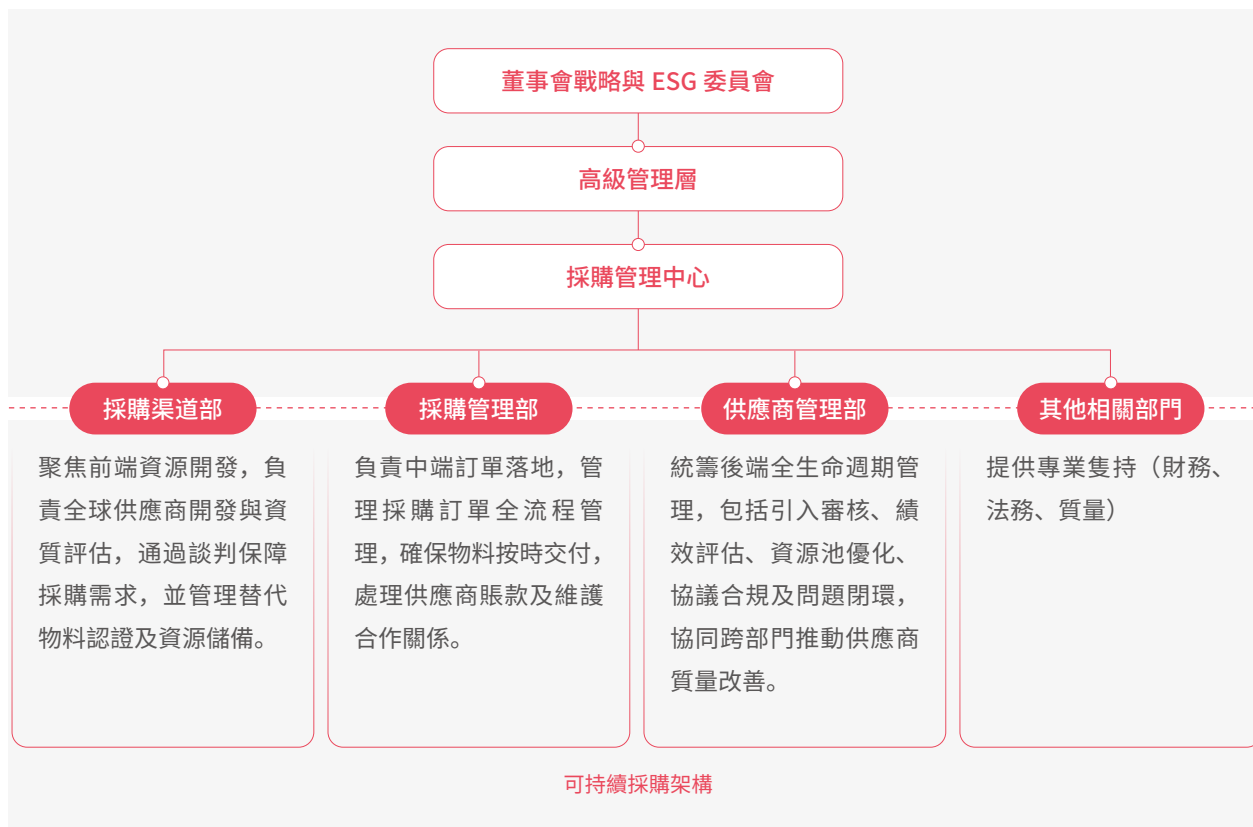 董事會戰略與 ESG 委員會
高級管理層
採購管理中心
採購渠道部
聚焦前端資源開發，負
責全球供應商開發與資
質評估，通過談判保障
採購需求，並管理替代
物料認證及資源儲備。
採購管理部
負責中端訂單落地，管
理採購訂單全流程管
理，確保物料按時交付，
處理供應商賬款及維護
合作關係。
供應商管理部
統籌後端全生命週期管
理，包括引入審核、績
效評估、資源池優化、
協議合規及問題閉環，
協同跨部門推動供應商
質量改善。
其他相關部門
提供專業隻持（財務、
法務、質量）
可持續採購架構